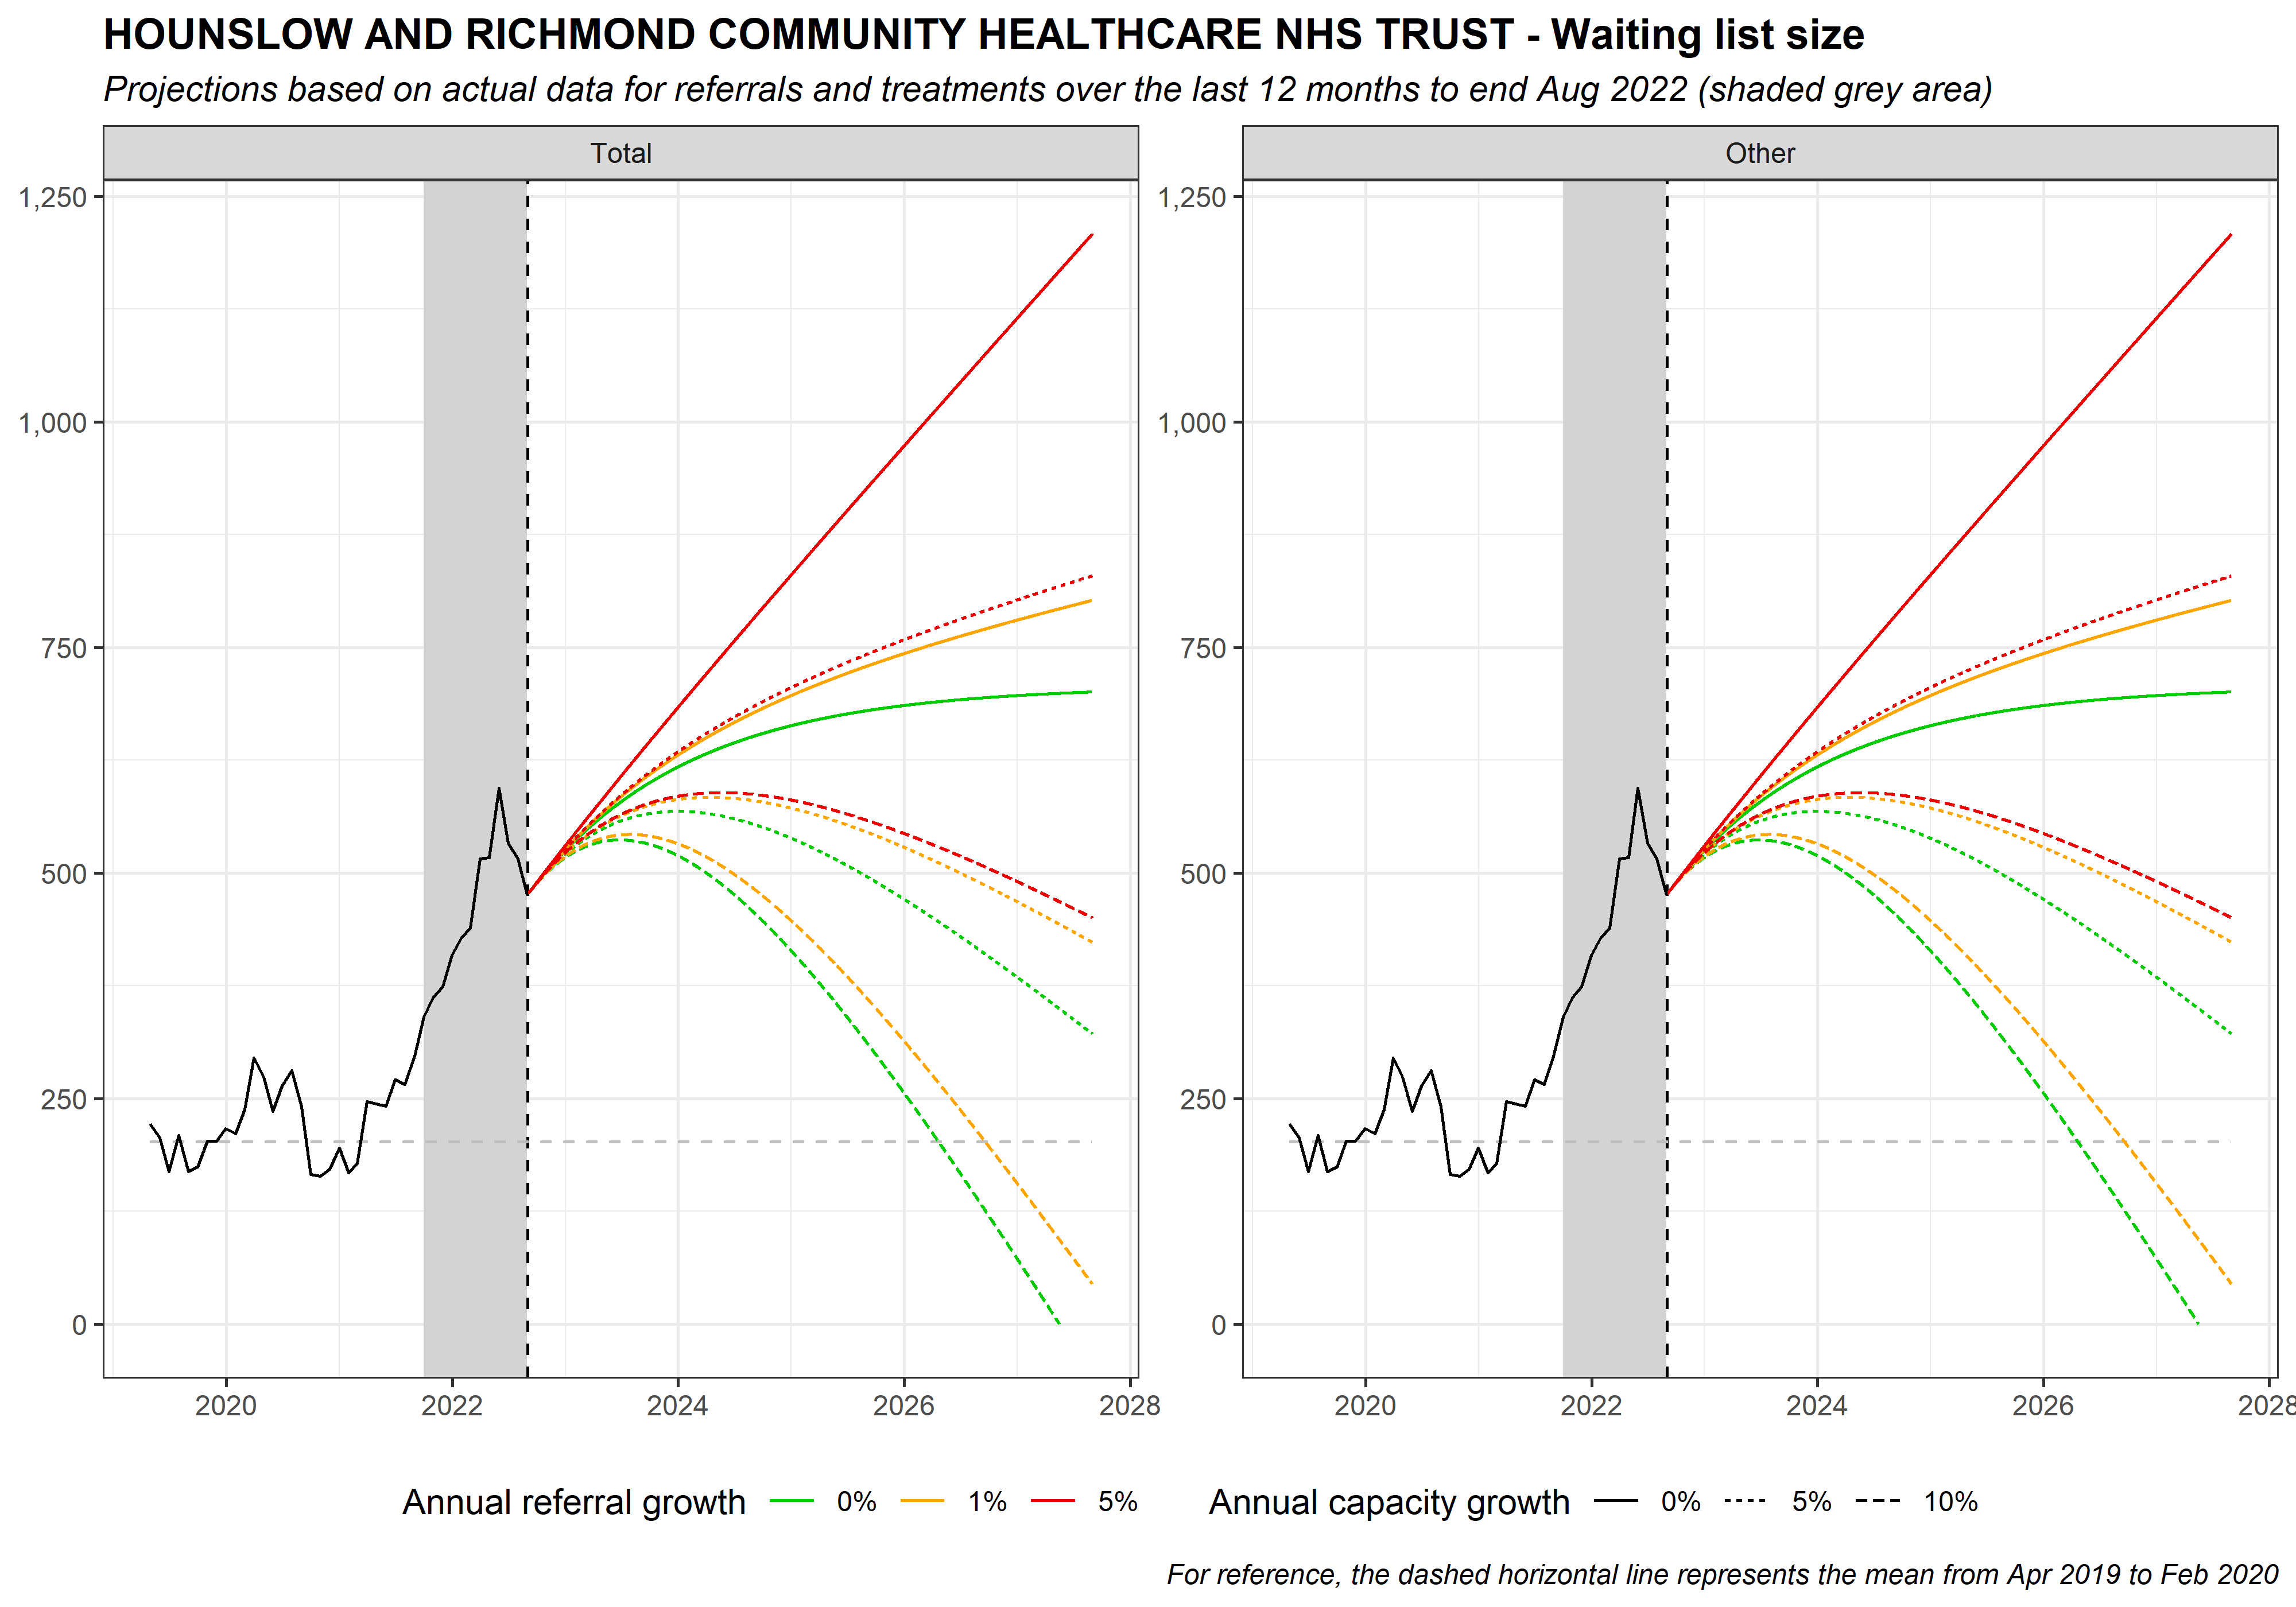 HOUNSLOW AND RICHMOND COMMUNITY HEALTHCARE NHS TRUST - Waiting list size
Projections based on actual data for referrals and treatments over the last 12 months to end Aug 2022 (shaded grey area)
Total
Other
1,250
1,000
750
500
250
0
1,250
1,000
750
500
250
0
2020 2022 2024 2026 2028
2020 2022 2024 2026 2028
Annual referral growth 0% 1% 5%
Annual capacity growth 0% 5% 10%
For reference, the dashed horizontal line represents the mean from Apr 2019 to Feb 2020